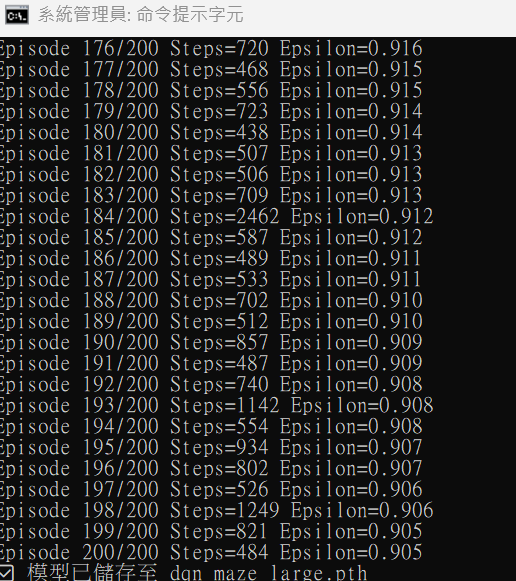 系統管理員: 命令提示字元
Episode 176/200 Steps=720 Epsilon=0.916
Episode 177/200 Steps=468 Epsilon=0.915
Episode 178/200 Steps=556 Epsilon=0.915
Episode 179/200 Steps=723 Epsilon=0.914
Episode 180/200 Steps=438 Epsilon=0.914
Episode 181/200 Steps=507 Epsilon=0.913
Episode 182/200 Steps=506 Epsilon=0.913
Episode 183/200 Steps=709 Epsilon=0.913
Episode 184/200 Steps=2462 Epsilon=0.912
Episode 185/200 Steps=587 Epsilon=0.912
Episode 186/200 Steps=489 Epsilon=0.911
Episode 187/200 Steps=533 Epsilon=0.911
Episode 188/200 Steps=702 Epsilon=0.910
Episode 189/200 Steps=512 Epsilon=0.910
Episode 190/200 Steps=857 Epsilon=0.909
Episode 191/200 Steps=487 Epsilon=0.909
Episode 192/200 Steps=740 Epsilon=0.908
Episode 193/200 Steps=1142 Epsilon=0.908
Episode 194/200 Steps=554 Epsilon=0.908
Episode 195/200 Steps=934 Epsilon=0.907
Episode 196/200 Steps=802 Epsilon=0.907
Episode 197/200 Steps=526 Epsilon=0.906
Episode 198/200 Steps=1249 Epsilon=0.906
Episode 199/200 Steps=821 Epsilon=0.905
Episode 200/200 Steps=484 Epsilon=0.905
模型已儲存至 dqn_maze_large.pth